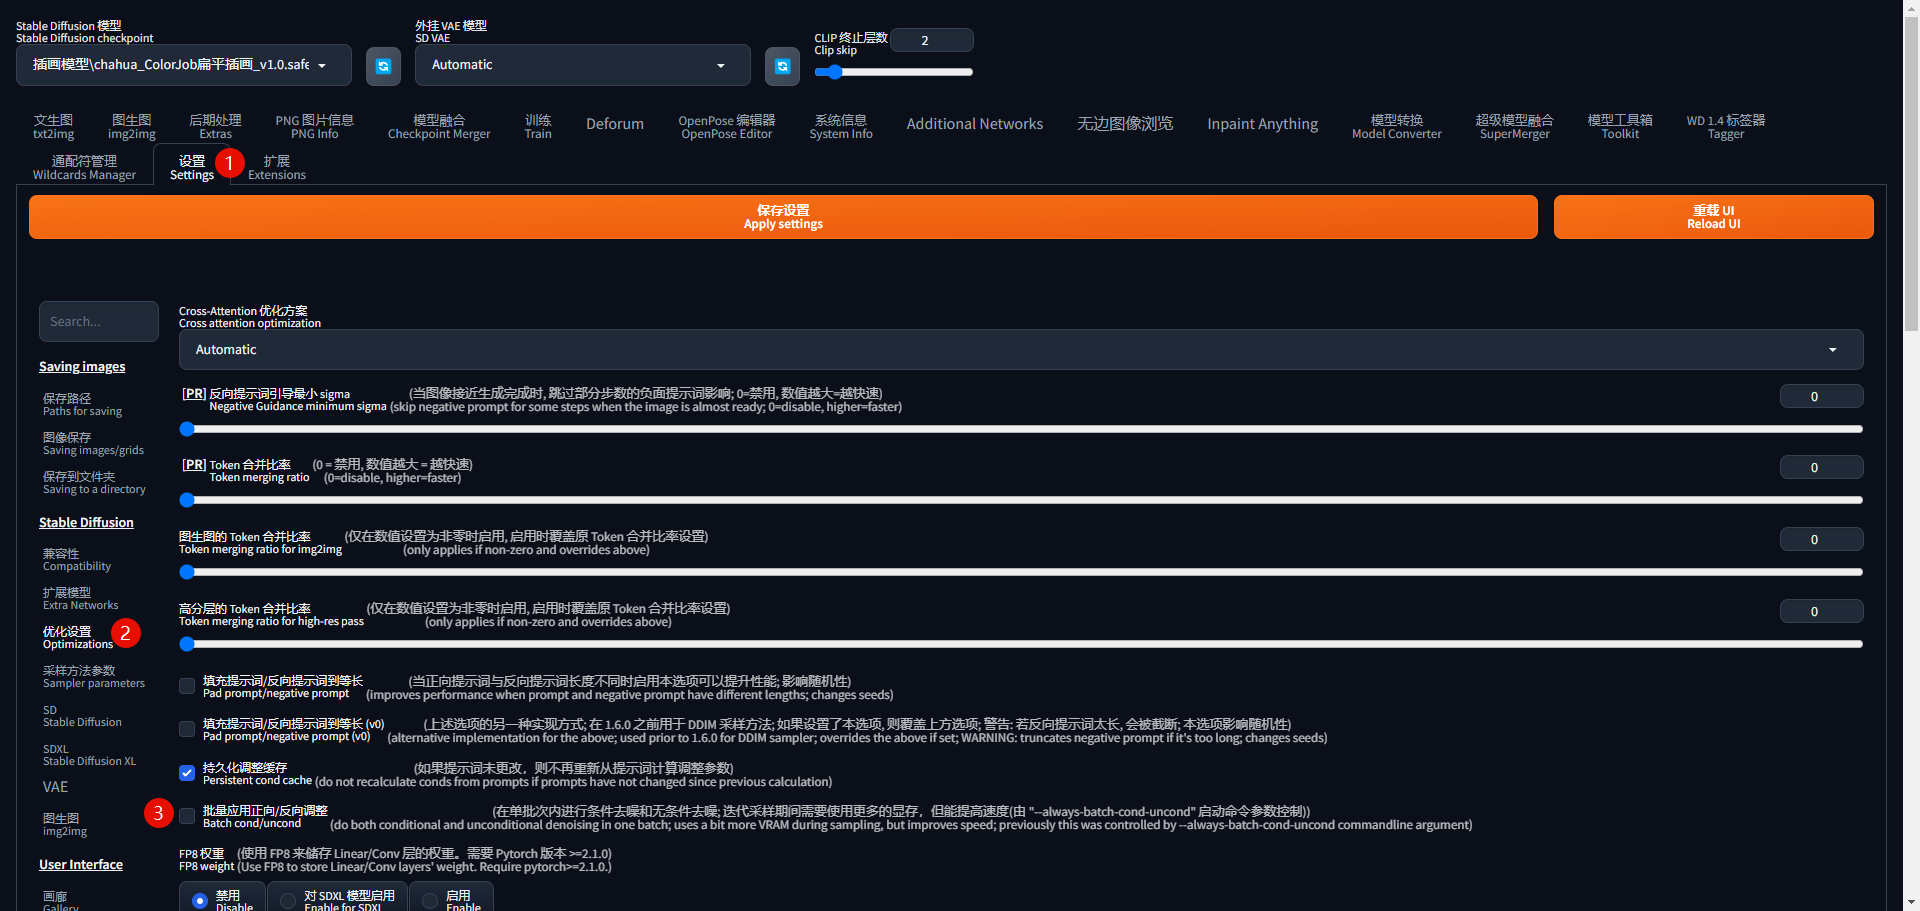 Stable Diffusion 模型
Stable Diffusion checkpoint
插画模型\chahua_ColorJob扁平插画_v1.0.safe
外挂 VAE 模型
SD VAE
Automatic
CLIP 终止层数
Clip skip
2
文生图
txt2img
图生图
img2img
后期处理
Extras
PNG 图片信息
PNG Info
模型融合
Checkpoint Merger
训练
Train
Deforum
OpenPose 编辑器
OpenPose Editor
系统信息
System Info
Additional Networks
无边图像浏览
Inpaint Anything
模型转换
Model Converter
超级模型融合
SuperMerger
模型工具箱
Toolkit
WD 1.4 标签器
Tagger
通配符管理
Wildcards Manager
设置
Settings
1
扩展
Extensions
保存设置
Apply settings
重载 UI
Reload UI
Search...
Saving images
保存路径
Paths for saving
图像保存
Saving images/grids
保存到文件夹
Saving to a directory
Stable Diffusion
兼容性
Compatibility
扩展模型
Extra Networks
优化设置
Optimizations
2
采样方法参数
Sampler parameters
SD
Stable Diffusion
SDXL
Stable Diffusion XL
VAE
图生图
img2img
User Interface
画廊
Gallery
Cross-Attention 优化方案
Cross attention optimization
Automatic
[PR] 反向提示词引导最小 sigma (当图像接近生成完成时, 跳过部分步数的负面提示词影响; 0=禁用, 数值越大=越快速)
Negative Guidance minimum sigma (skip negative prompt for some steps when the image is almost ready; 0=disable, higher=faster)
0
[PR] Token 合并比率 (0 = 禁用, 数值越大 = 越快速)
Token merging ratio (0=disable, higher=faster)
0
图生图的 Token 合并比率 (仅在数值设置为非零时启用, 启用时覆盖原 Token 合并比率设置)
Token merging ratio for img2img (only applies if non-zero and overrides above)
0
高分层的 Token 合并比率 (仅在数值设置为非零时启用, 启用时覆盖原 Token 合并比率设置)
Token merging ratio for high-res pass (only applies if non-zero and overrides above)
0
填充提示词/反向提示词到等长 (当正向提示词与反向提示词长度不同时启用本选项可以提升性能; 影响随机性)
Pad prompt/negative prompt (improves performance when prompt and negative prompt have different lengths; changes seeds)
填充提示词/反向提示词到等长 (v0) (上述选项的另一种实现方式; 在 1.6.0 之前用于 DDIM 采样方法; 如果设置了本选项, 则覆盖上方选项; 警告: 若反向提示词太长, 会被截断; 本选项影响随机性)
Pad prompt/negative prompt (v0) (alternative implementation for the above; used prior to 1.6.0 for DDIM sampler; overrides the above if set; WARNING: truncates negative prompt if it's too long; changes seeds)
持久化调整缓存 (如果提示词未更改，则不再重新从提示词计算调整参数)
Persistent cond cache (do not recalculate conds from prompts if prompts have not changed since previous calculation)
3
批量应用正向/反向调整 (在单批次内进行条件去噪和无条件去噪; 迭代采样期间需要使用更多的显存，但能提高速度(由 "--always-batch-cond-uncond" 启动命令参数控制))
Batch cond/uncond (do both conditional and unconditional denoising in one batch; uses a bit more VRAM during sampling, but improves speed; previously this was controlled by --always-batch-cond-uncond commandline argument)
FP8 权重 (使用 FP8 来储存 Linear/Conv 层的权重。需要 Pytorch 版本 >=2.1.0)
FP8 weight (Use FP8 to store Linear/Conv layers' weight. Require pytorch>=2.1.0.)
禁用
Disable
对 SDXL 模型启用
Enable for SDXL
启用
Enable